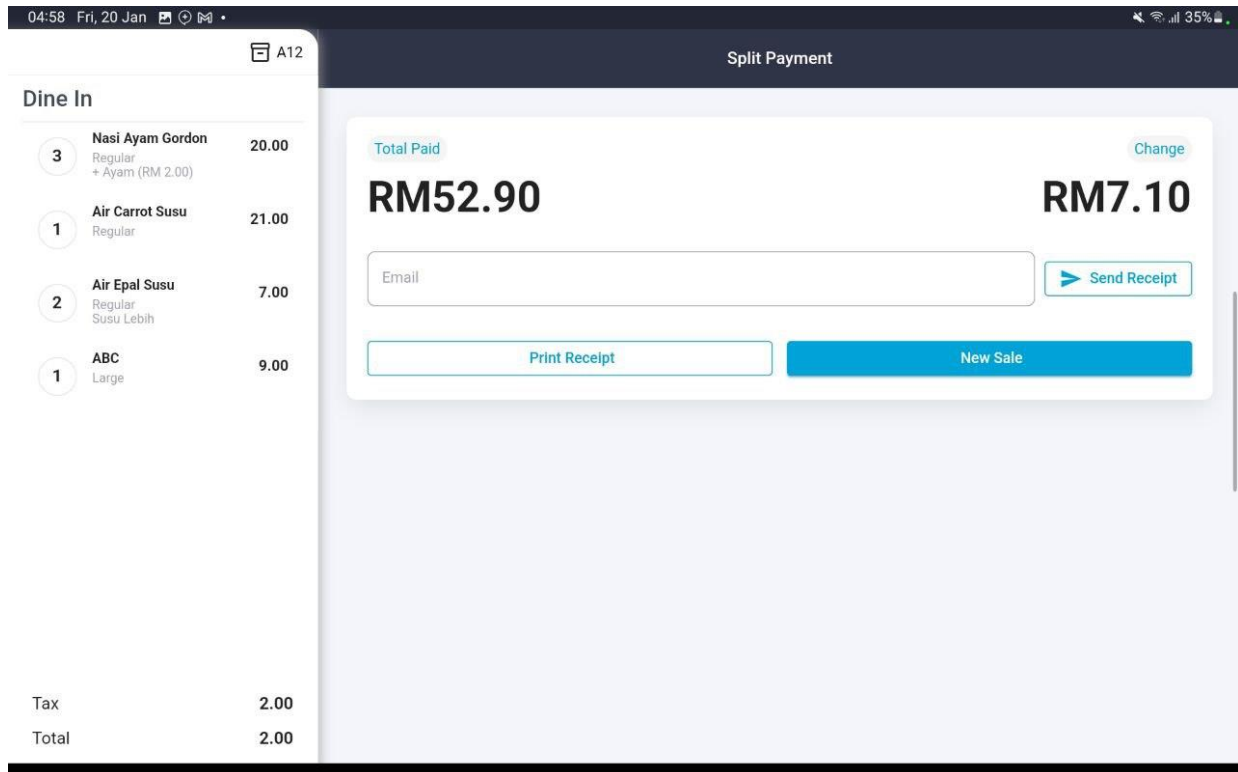 04:58 Fri, 20 Jan
35%
A12
Split Payment
Dine In
3 Nasi Ayam Gordon 20.00
Regular
+ Ayam (RM 2.00)
1 Air Carrot Susu 21.00
Regular
2 Air Epal Susu 7.00
Regular
Susu Lebih
1 ABC 9.00
Large
Tax 2.00
Total 2.00
Total Paid Change
RM52.90 RM7.10
Email Send Receipt
Print Receipt New Sale